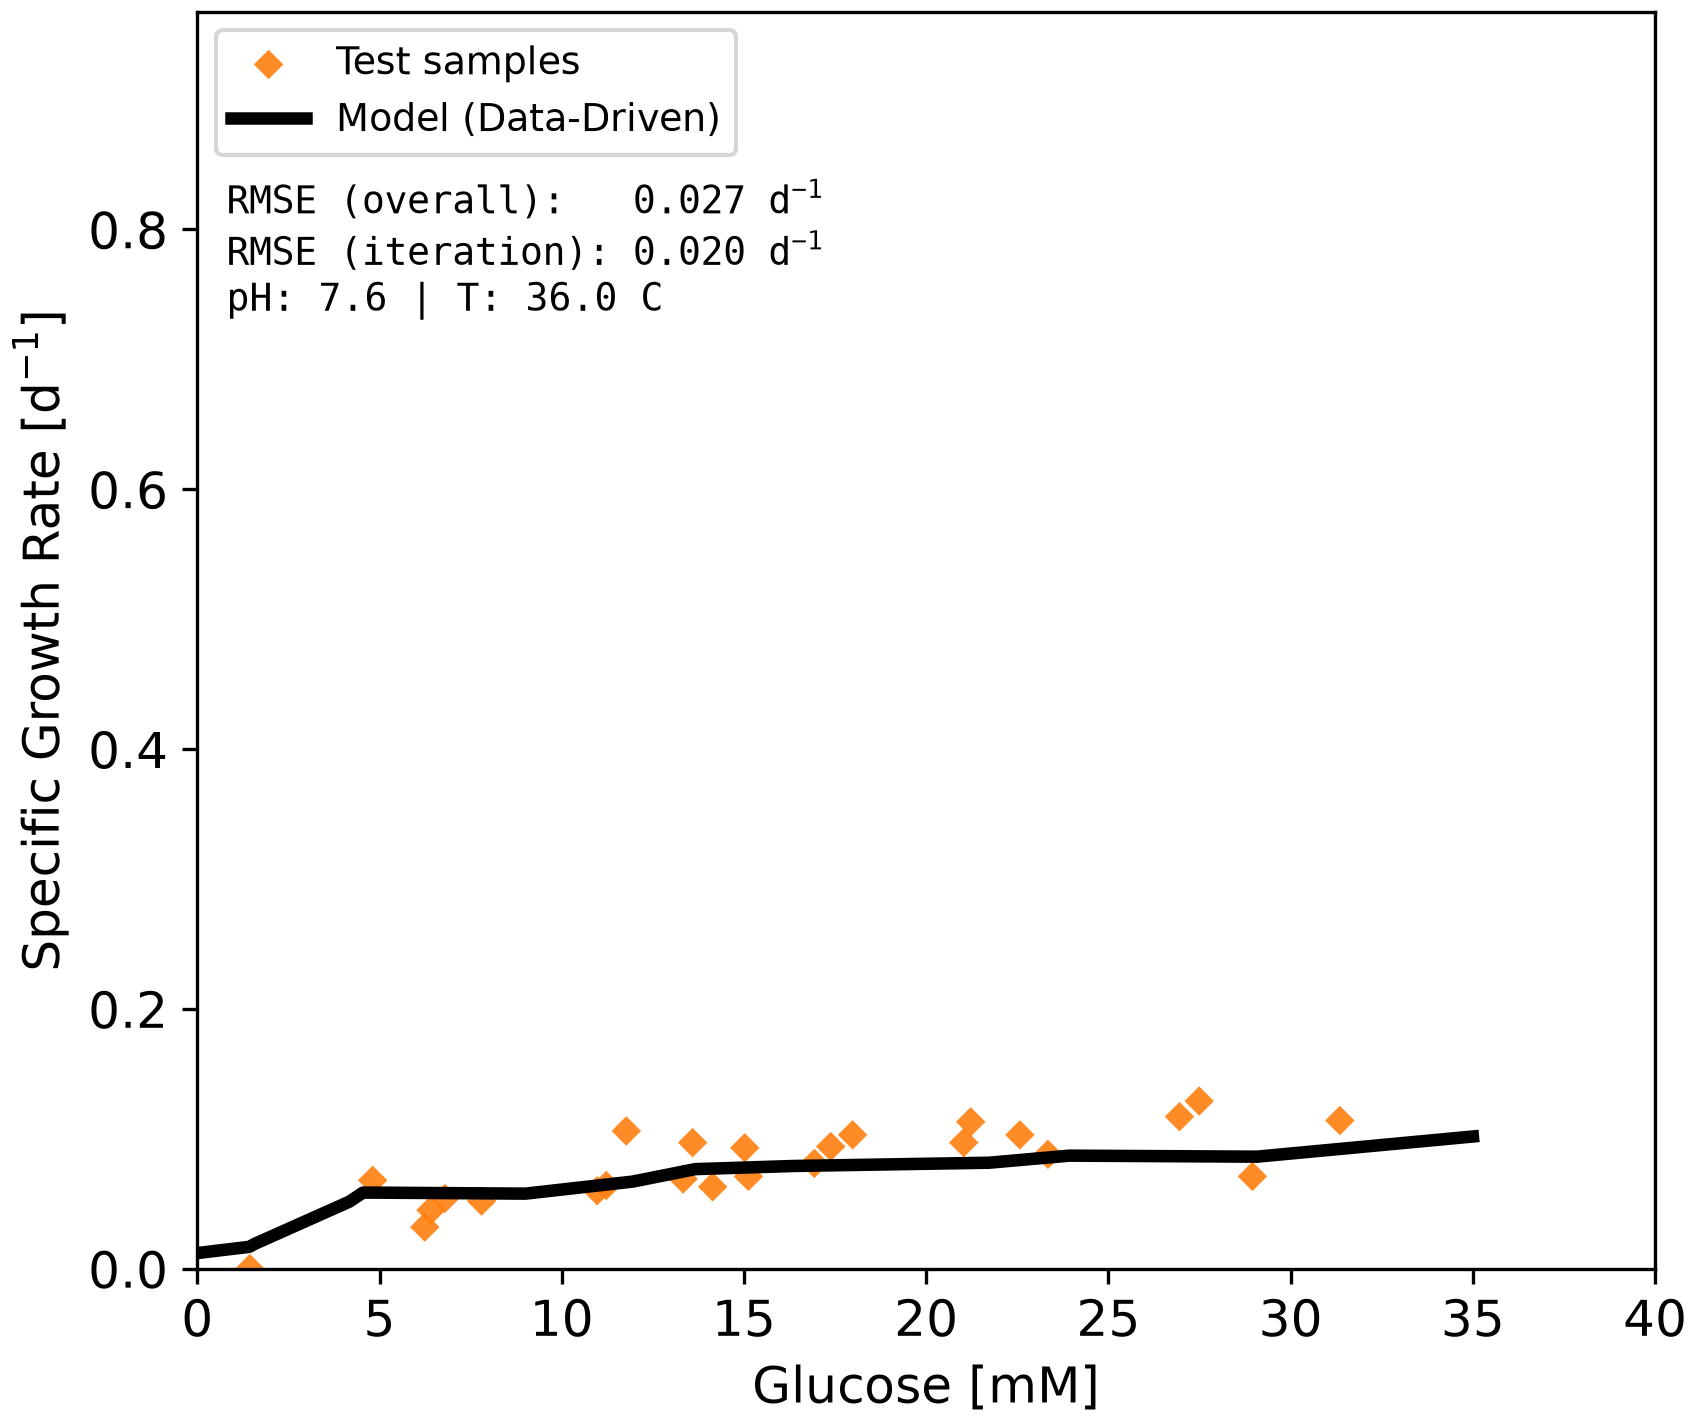 Test samples
Model (Data-Driven)
RMSE (overall): 0.027 d⁻¹
RMSE (iteration): 0.020 d⁻¹
pH: 7.6 | T: 36.0 C
Specific Growth Rate [d⁻¹]
0.8
0.6
0.4
0.2
0.0
0 5 10 15 20 25 30 35 40
Glucose [mM]